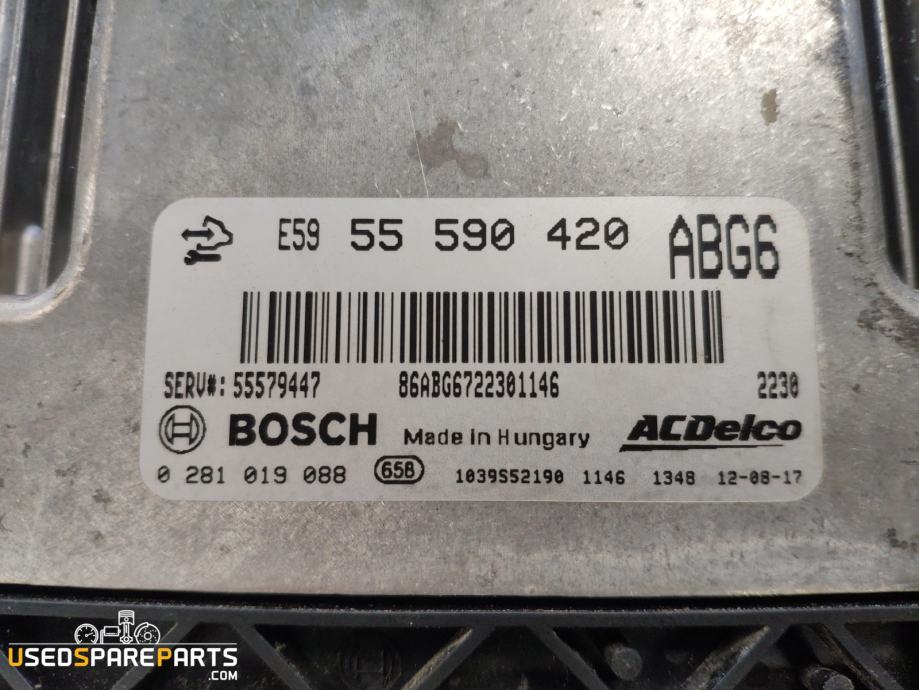 E59 55 590 420 ABG6
SERV#: 55579447 86ABG6722301146 2230
BOSCH Made in Hungary ACDelco
0 281 019 088 65B 1039S52190 1146 1348 12-08-17
USEDSPAREPARTS
.COM